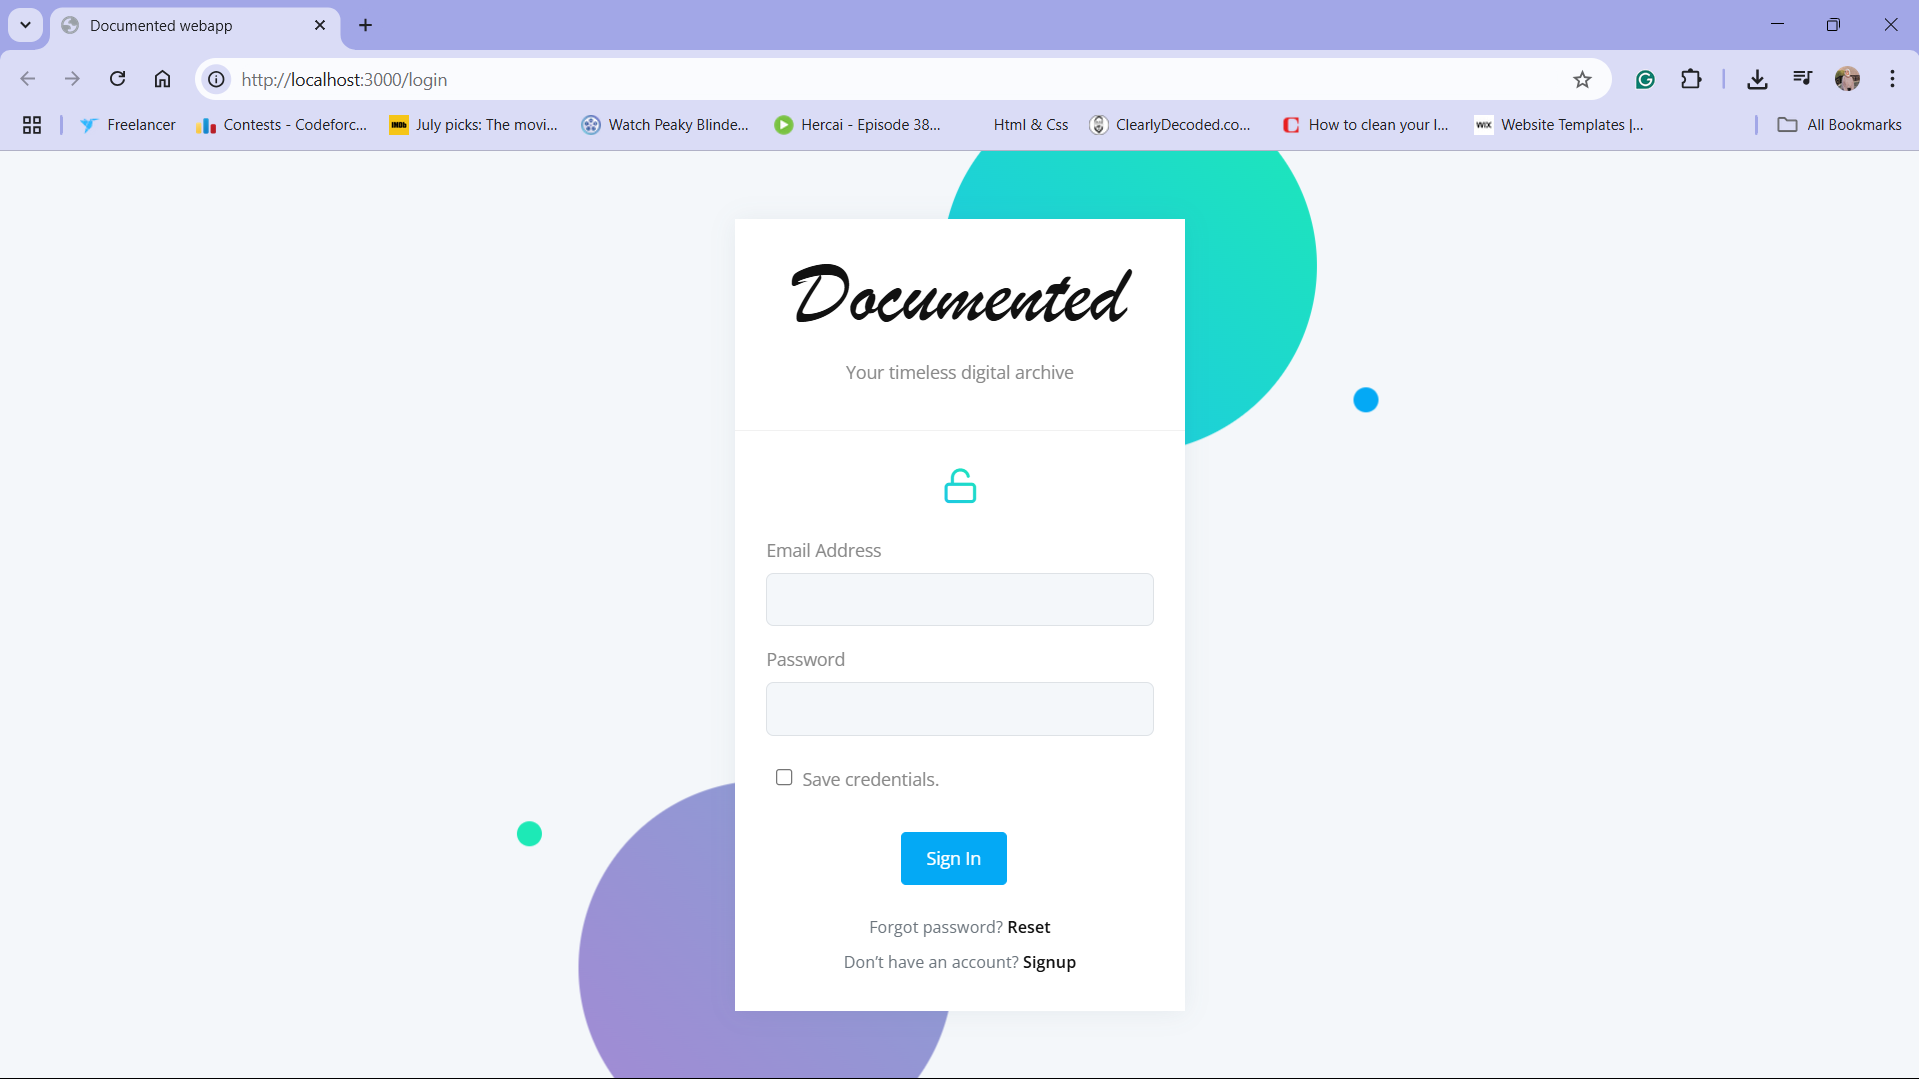 Documented webapp
http://localhost:3000/login
Freelancer
Contests - Codeforc...
IMDb
July picks: The movi...
Watch Peaky Blinde...
Hercai - Episode 38...
Html & Css
ClearlyDecoded.co...
How to clean your l...
WIX
Website Templates |...
All Bookmarks
Documented
Your timeless digital archive
Email Address
Password
Save credentials.
Sign In
Forgot password? Reset
Don't have an account? Signup